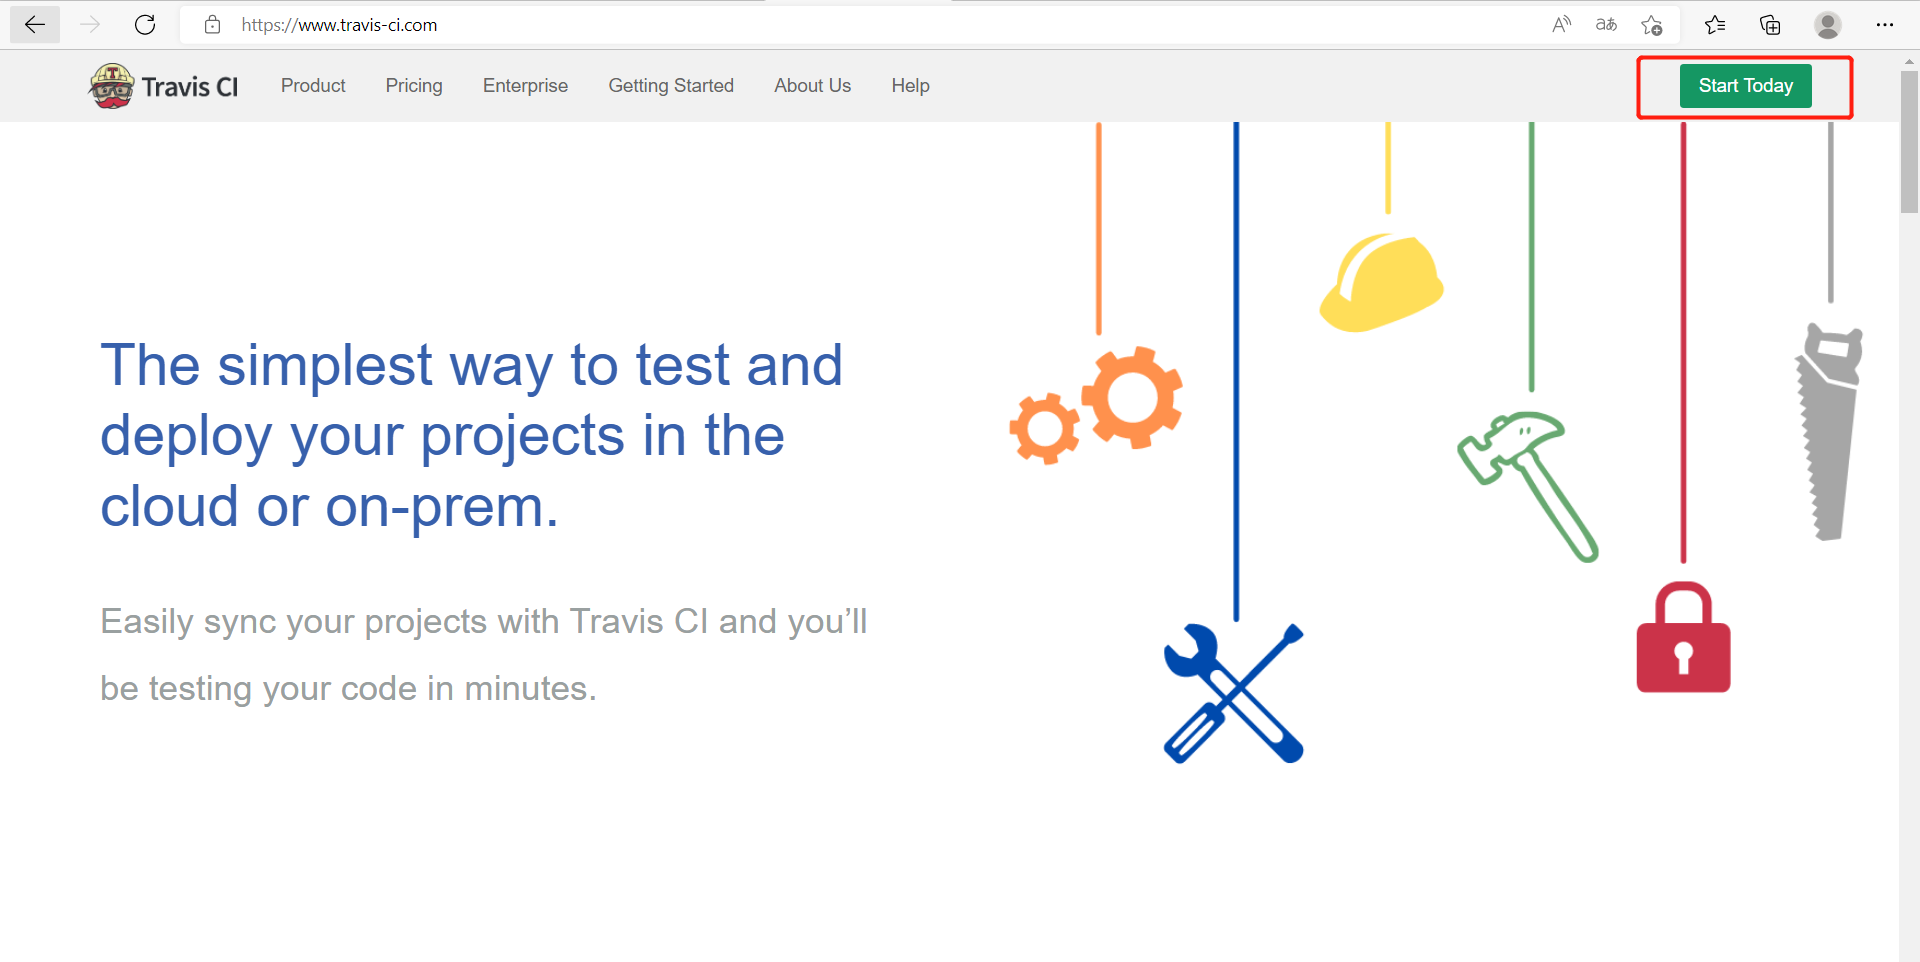 https://www.travis-ci.com
Travis CI
Product
Pricing
Enterprise
Getting Started
About Us
Help
Start Today
The simplest way to test and
deploy your projects in the
cloud or on-prem.
Easily sync your projects with Travis CI and you’ll
be testing your code in minutes.